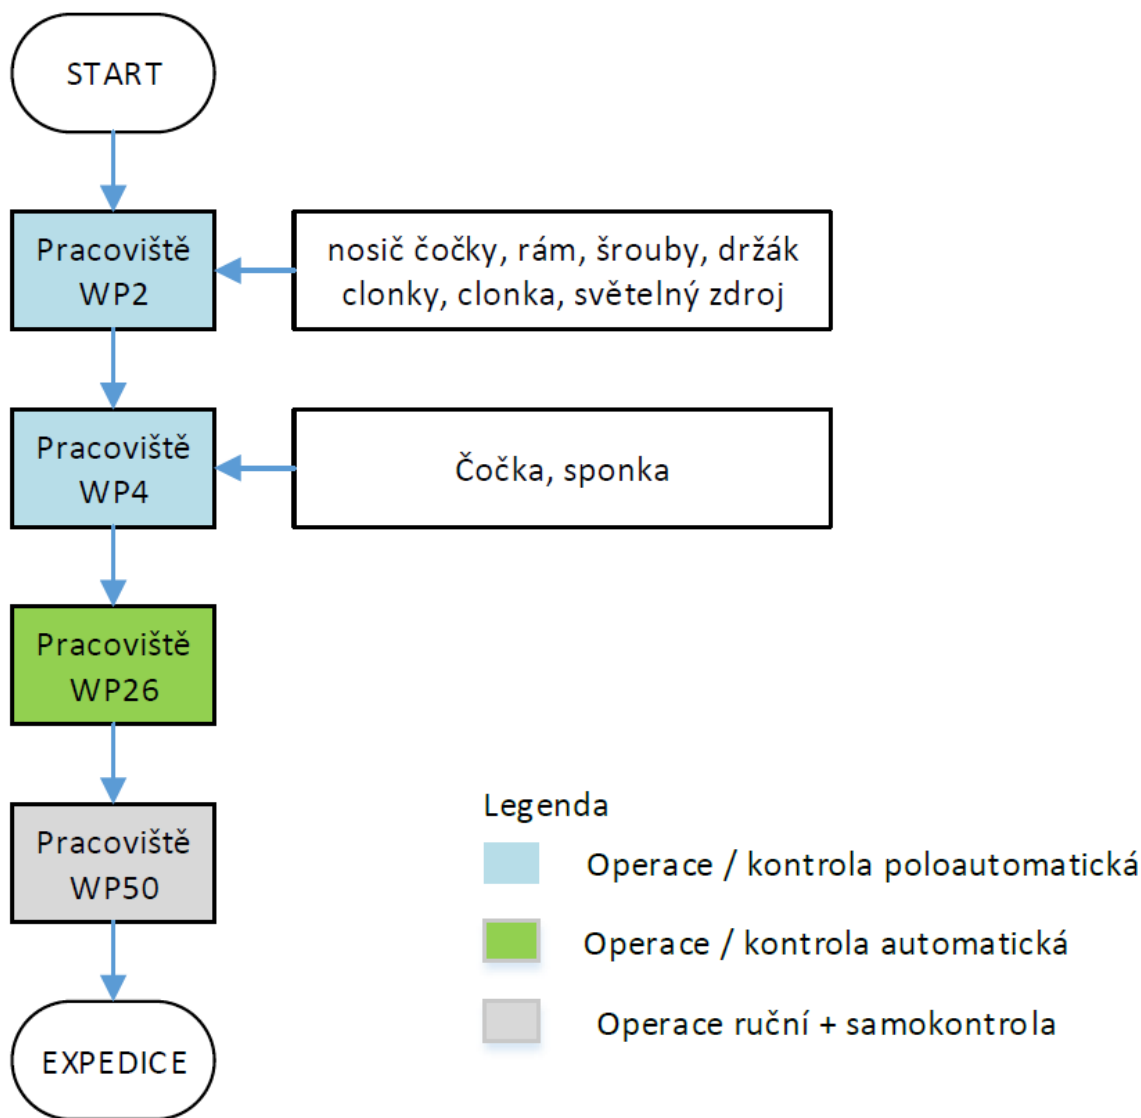 START
Pracoviště
WP2
nosič čočky, rám, šrouby, držák
clonky, clonka, světelný zdroj
Pracoviště
WP4
Čočka, sponka
Pracoviště
WP26
Pracoviště
WP50
EXPEDICE
Legenda
Operace / kontrola poloautomatická
Operace / kontrola automatická
Operace ruční + samokontrola